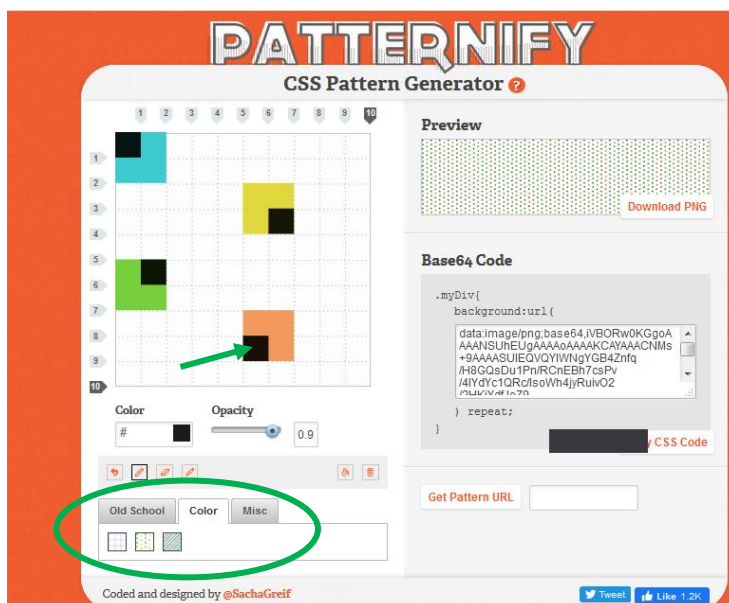 PATTERNIFY
CSS Pattern Generator ?
1 2 3 4 5 6 7 8 9 10
1
2
3
4
5
6
7
8
9
10
Color
Opacity
#
0.9
Old School
Color
Misc
Preview
Download PNG
Base64 Code
.myDiv{
background:url(
data:image/png;base64,iVBORw0KGgoA
AAANSUhEUgAAAAoAAAAKCAYAAACNMs
+9AAAASUlEQVQYlWNgYGB4Znfq
/H8GQsDu1Pn/RCnEBh7csPv
/4lYdYc1QRc/lsoWh4jyRuivO2
) repeat;
}
CSS Code
Get Pattern URL
Coded and designed by @SachaGreif
Tweet
Like 1.2K